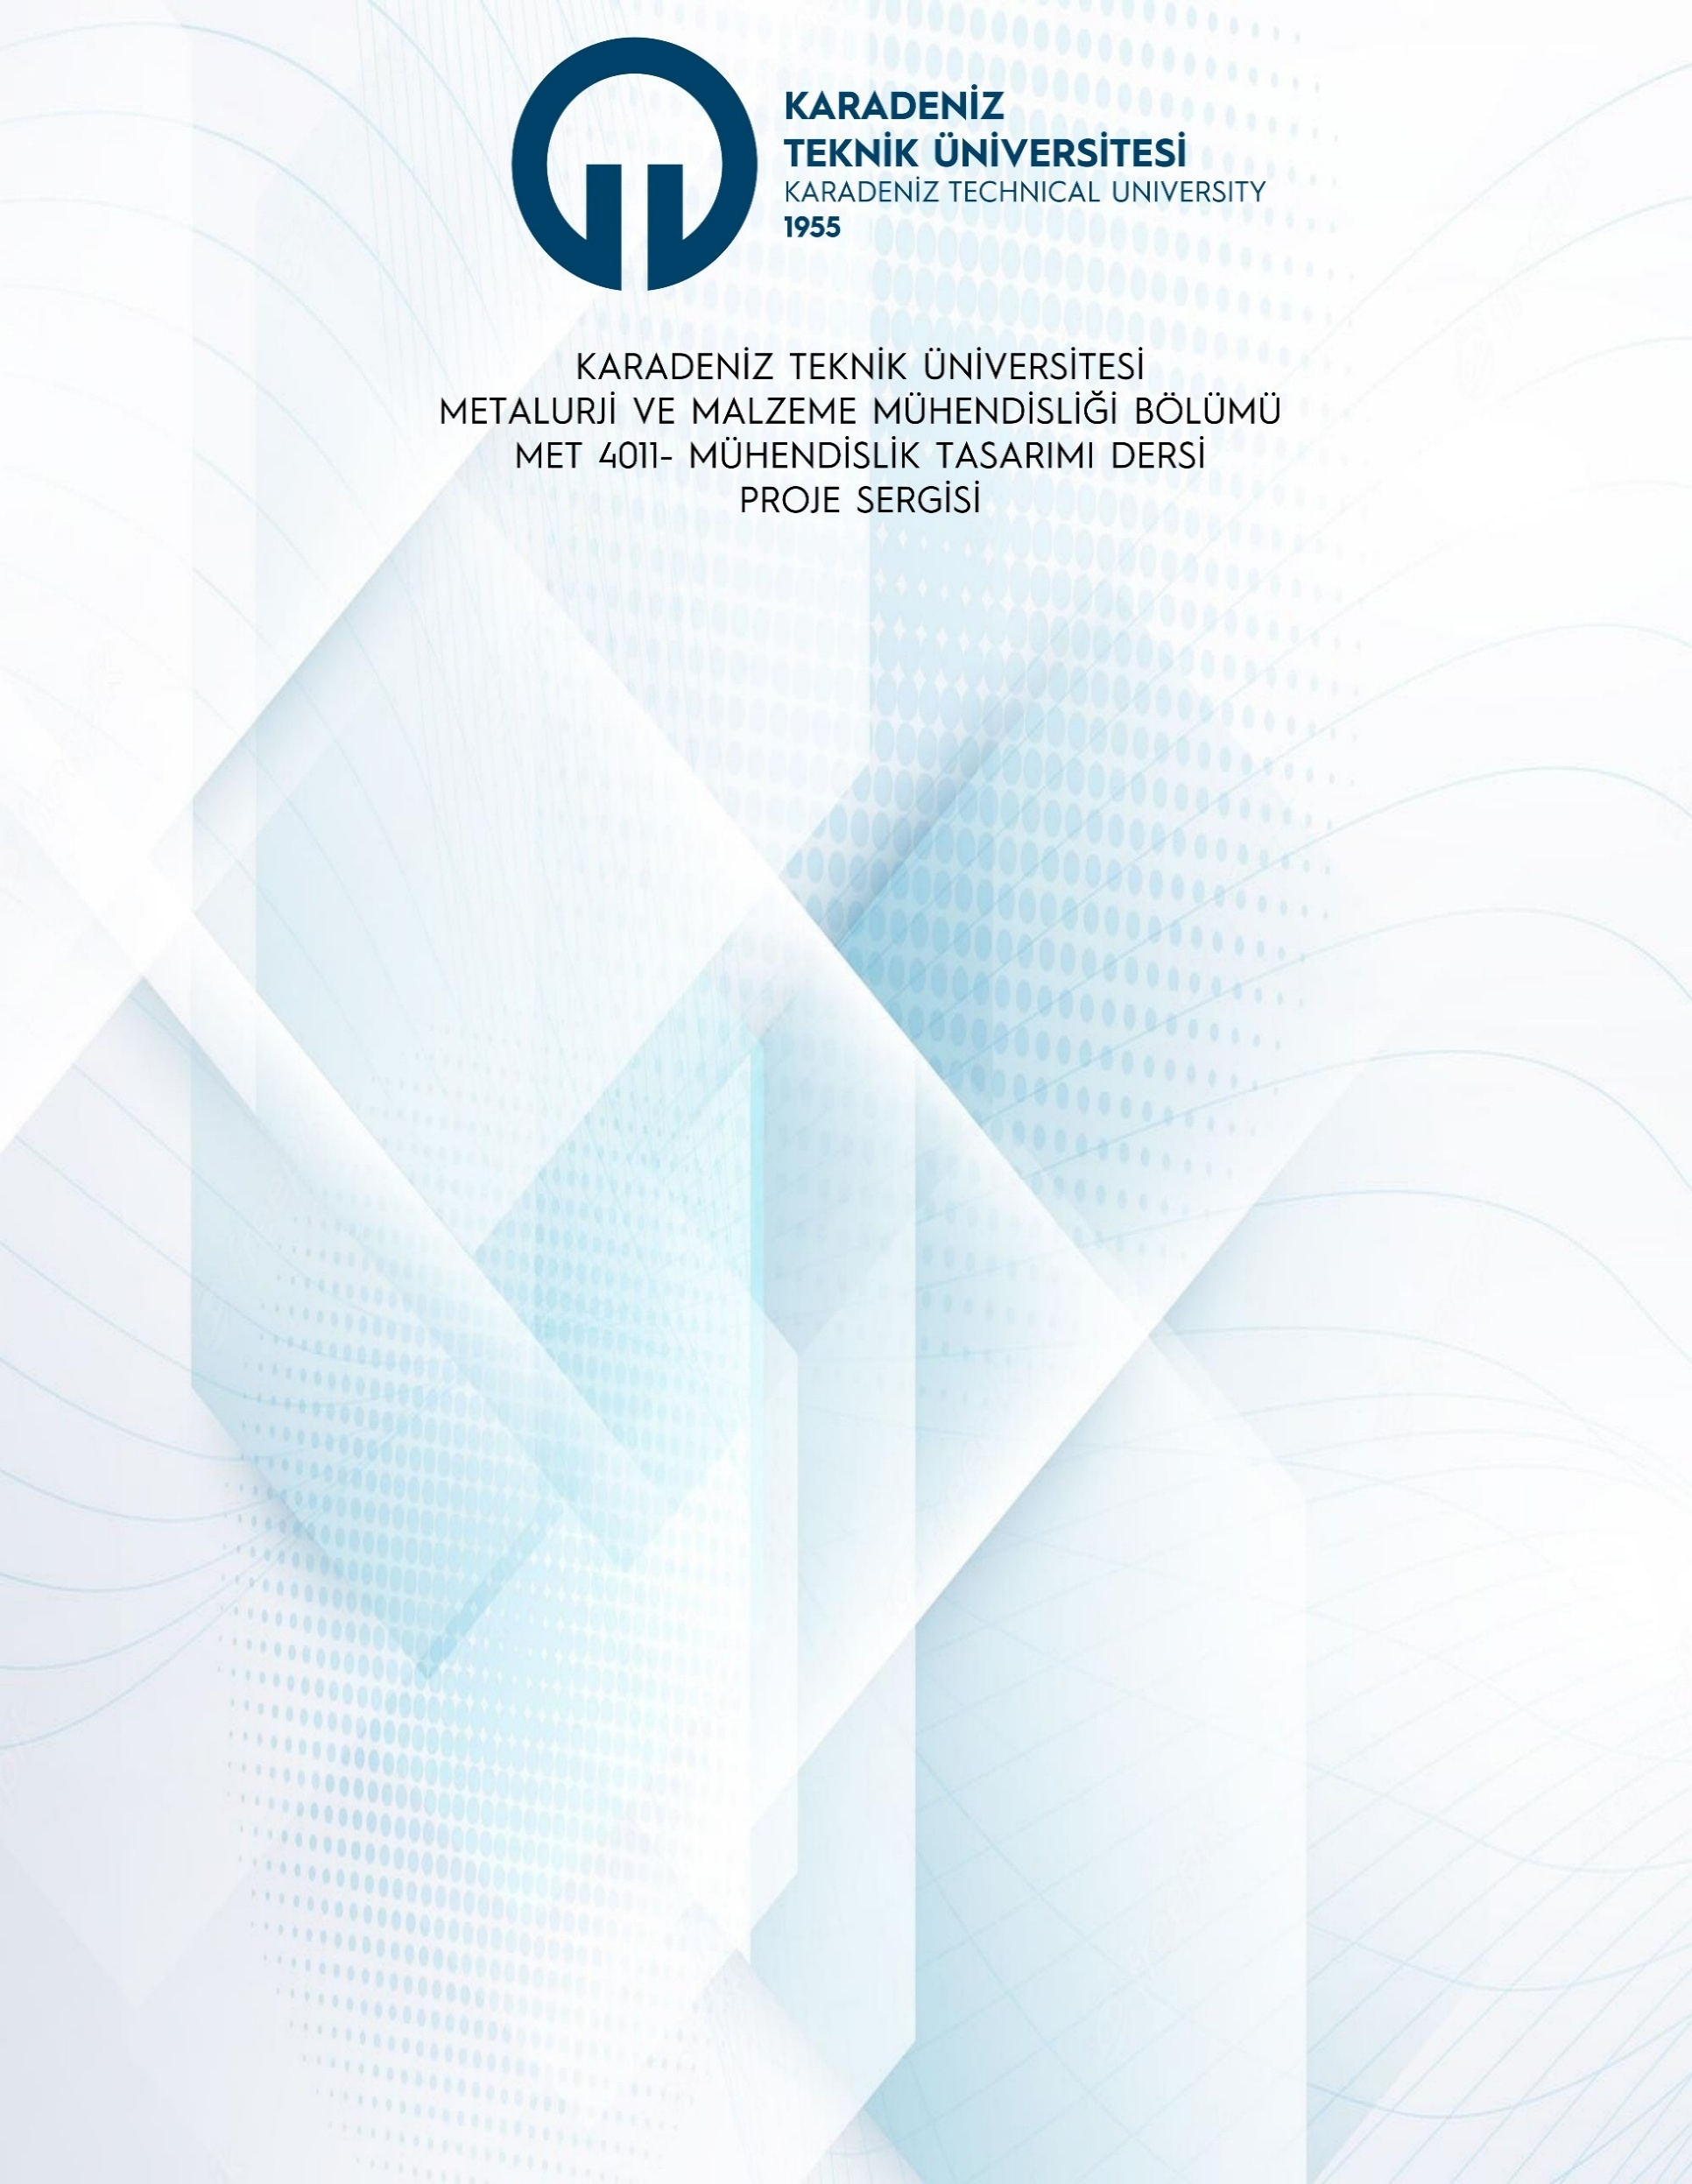 KARADENİZ
TEKNİK ÜNİVERSİTESİ
KARADENİZ TECHNICAL UNIVERSITY
1955
KARADENİZ TEKNİK ÜNİVERSİTESİ
METALURJİ VE MALZEME MÜHENDİSLİĞİ BÖLÜMÜ
MET 4011- MÜHENDİSLİK TASARIMI DERSİ
PROJE SERGİSİ